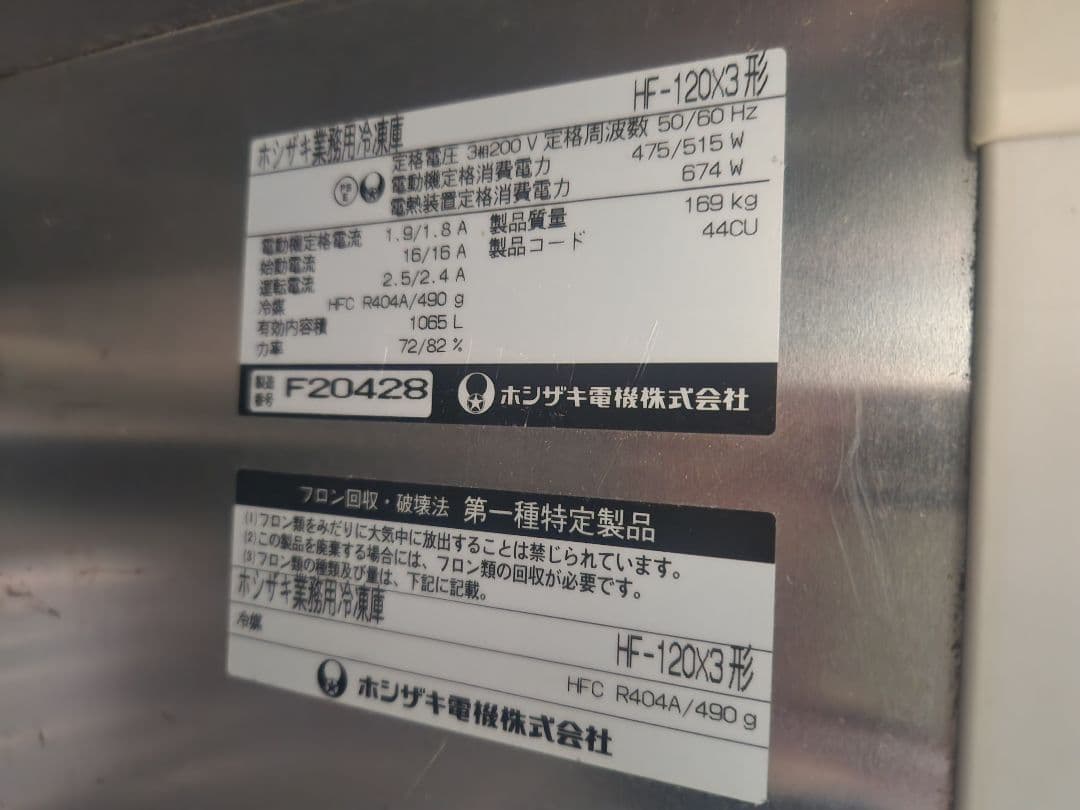 ホシザキ業務用冷凍庫
HF-120X3形
定格電圧 3相200V 定格周波数 50/60 Hz
電動機定格消費電力 475/515 W
電熱装置定格消費電力 674 W
電動機定格電流 1.9/1.8 A
始動電流 16/16 A
運転電流 2.5/2.4 A
冷媒 HFC R404A/490 g
有効内容積 1065 L
力率 72/82 %
製品質量 169 kg
製品コード 44CU
製造番号 F20428
ホシザキ電機株式会社
フロン回収・破壊法 第一種特定製品
(1)フロン類をみだりに大気中に放出することは禁じられています。
(2)この製品を廃棄する場合には、フロン類の回収が必要です。
(3)フロン類の種類及び量は、下記に記載。
ホシザキ業務用冷凍庫
HF-120X3形
冷媒 HFC R404A/490 g
ホシザキ電機株式会社